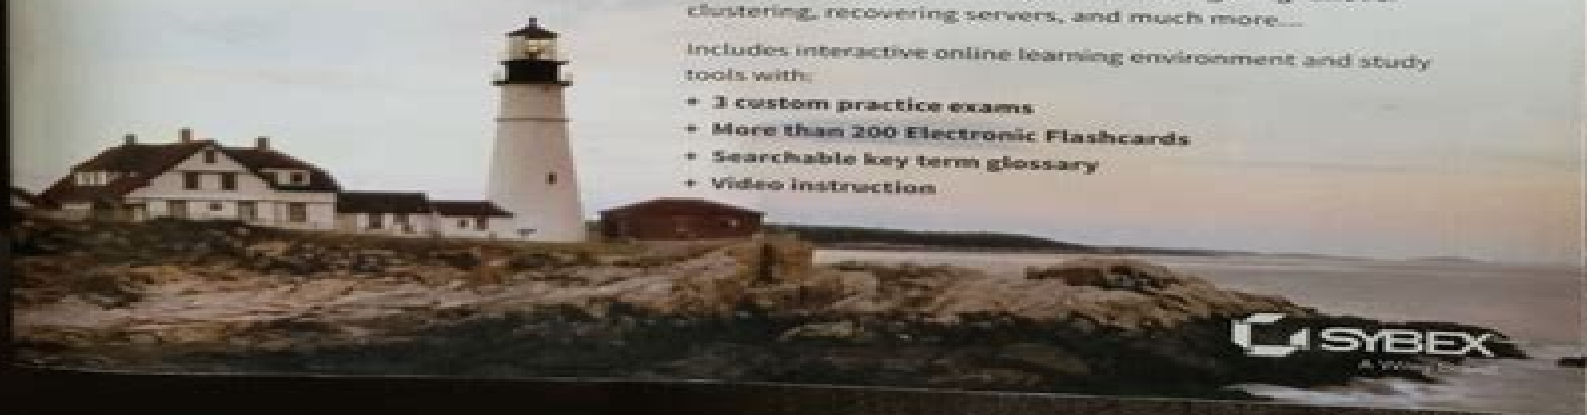 clustering, recovering servers, and much more...
Includes interactive online learning environment and study
tools with:
+ 3 custom practice exams
+ More than 200 Electronic Flashcards
+ Searchable key term glossary
+ Video instruction
SYBEX
A